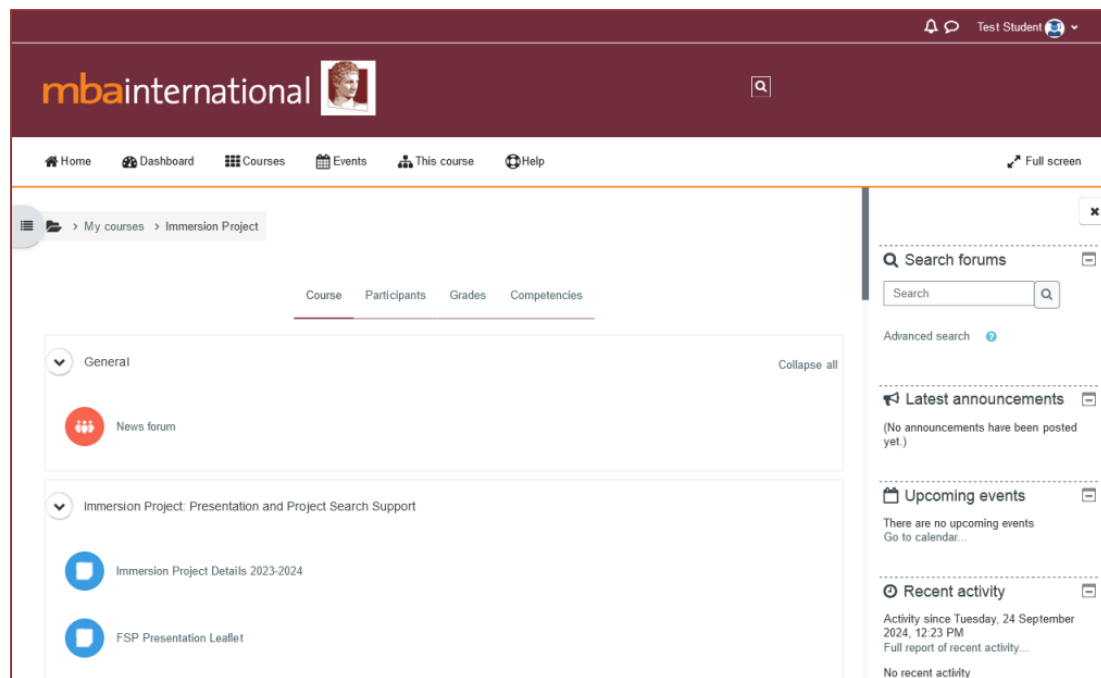 Test Student
mbainternational
Home Dashboard Courses Events This course Help Full screen
> My courses > Immersion Project
Course Participants Grades Competencies
General
Collapse all
News forum
Immersion Project: Presentation and Project Search Support
Immersion Project Details 2023-2024
FSP Presentation Leaflet
Search forums
Search
Advanced search ?
Latest announcements
(No announcements have been posted
yet.)
Upcoming events
There are no upcoming events
Go to calendar...
Recent activity
Activity since Tuesday, 24 September
2024, 12:23 PM
Full report of recent activity...
No recent activity